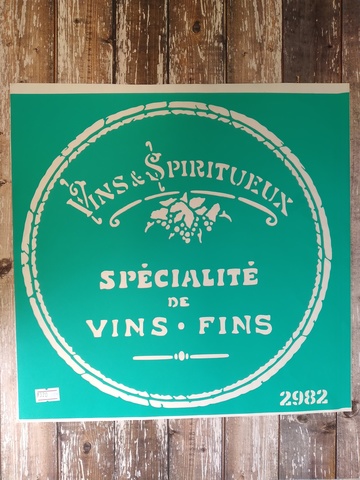 VINS & SPIRITUEUX
SPÉCIALITÉ
DE
VINS • FINS
2982